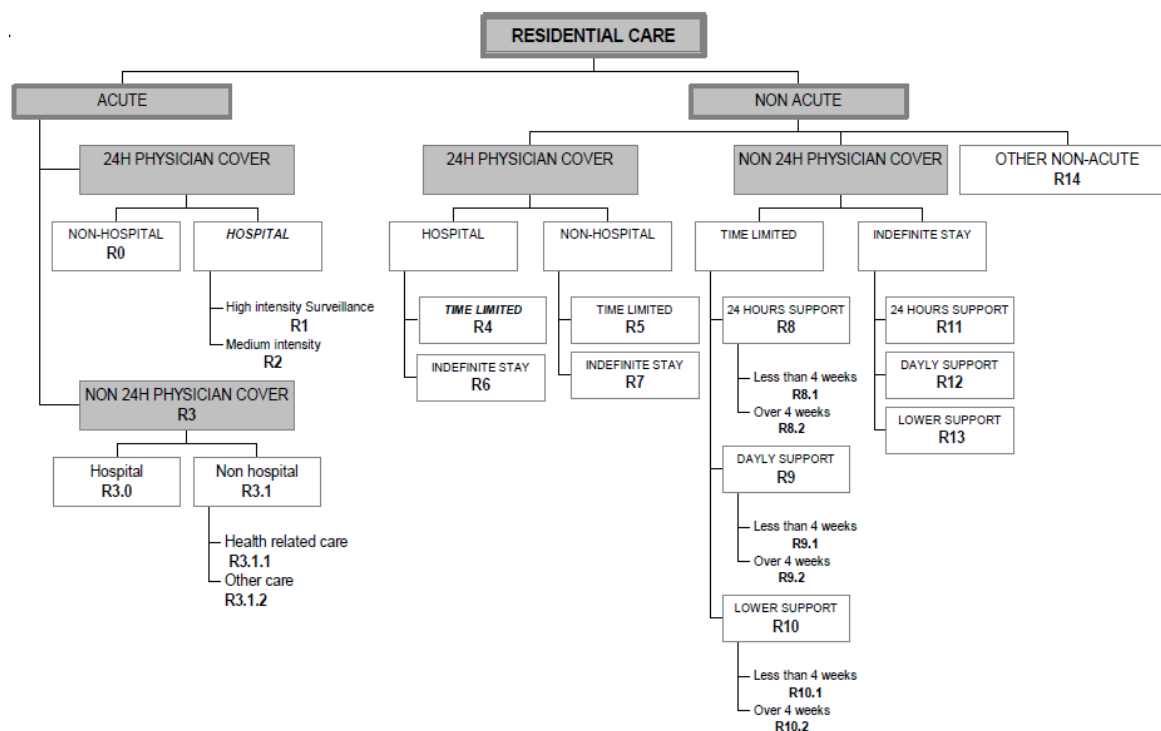 RESIDENTIAL CARE
ACUTE
NON ACUTE
24H PHYSICIAN COVER
24H PHYSICIAN COVER
NON 24H PHYSICIAN COVER
OTHER NON-ACUTE
R14
NON-HOSPITAL
R0
HOSPITAL
HOSPITAL
NON-HOSPITAL
TIME LIMITED
INDEFINITE STAY
High intensity Surveillance
R1
Medium intensity
R2
TIME LIMITED
R4
INDEFINITE STAY
R6
TIME LIMITED
R5
INDEFINITE STAY
R7
24 HOURS SUPPORT
R8
Less than 4 weeks
R8.1
Over 4 weeks
R8.2
24 HOURS SUPPORT
R11
DAYLY SUPPORT
R12
LOWER SUPPORT
R13
NON 24H PHYSICIAN COVER
R3
Hospital
R3.0
Non hospital
R3.1
Health related care
R3.1.1
Other care
R3.1.2
DAYLY SUPPORT
R9
Less than 4 weeks
R9.1
Over 4 weeks
R9.2
LOWER SUPPORT
R10
Less than 4 weeks
R10.1
Over 4 weeks
R10.2